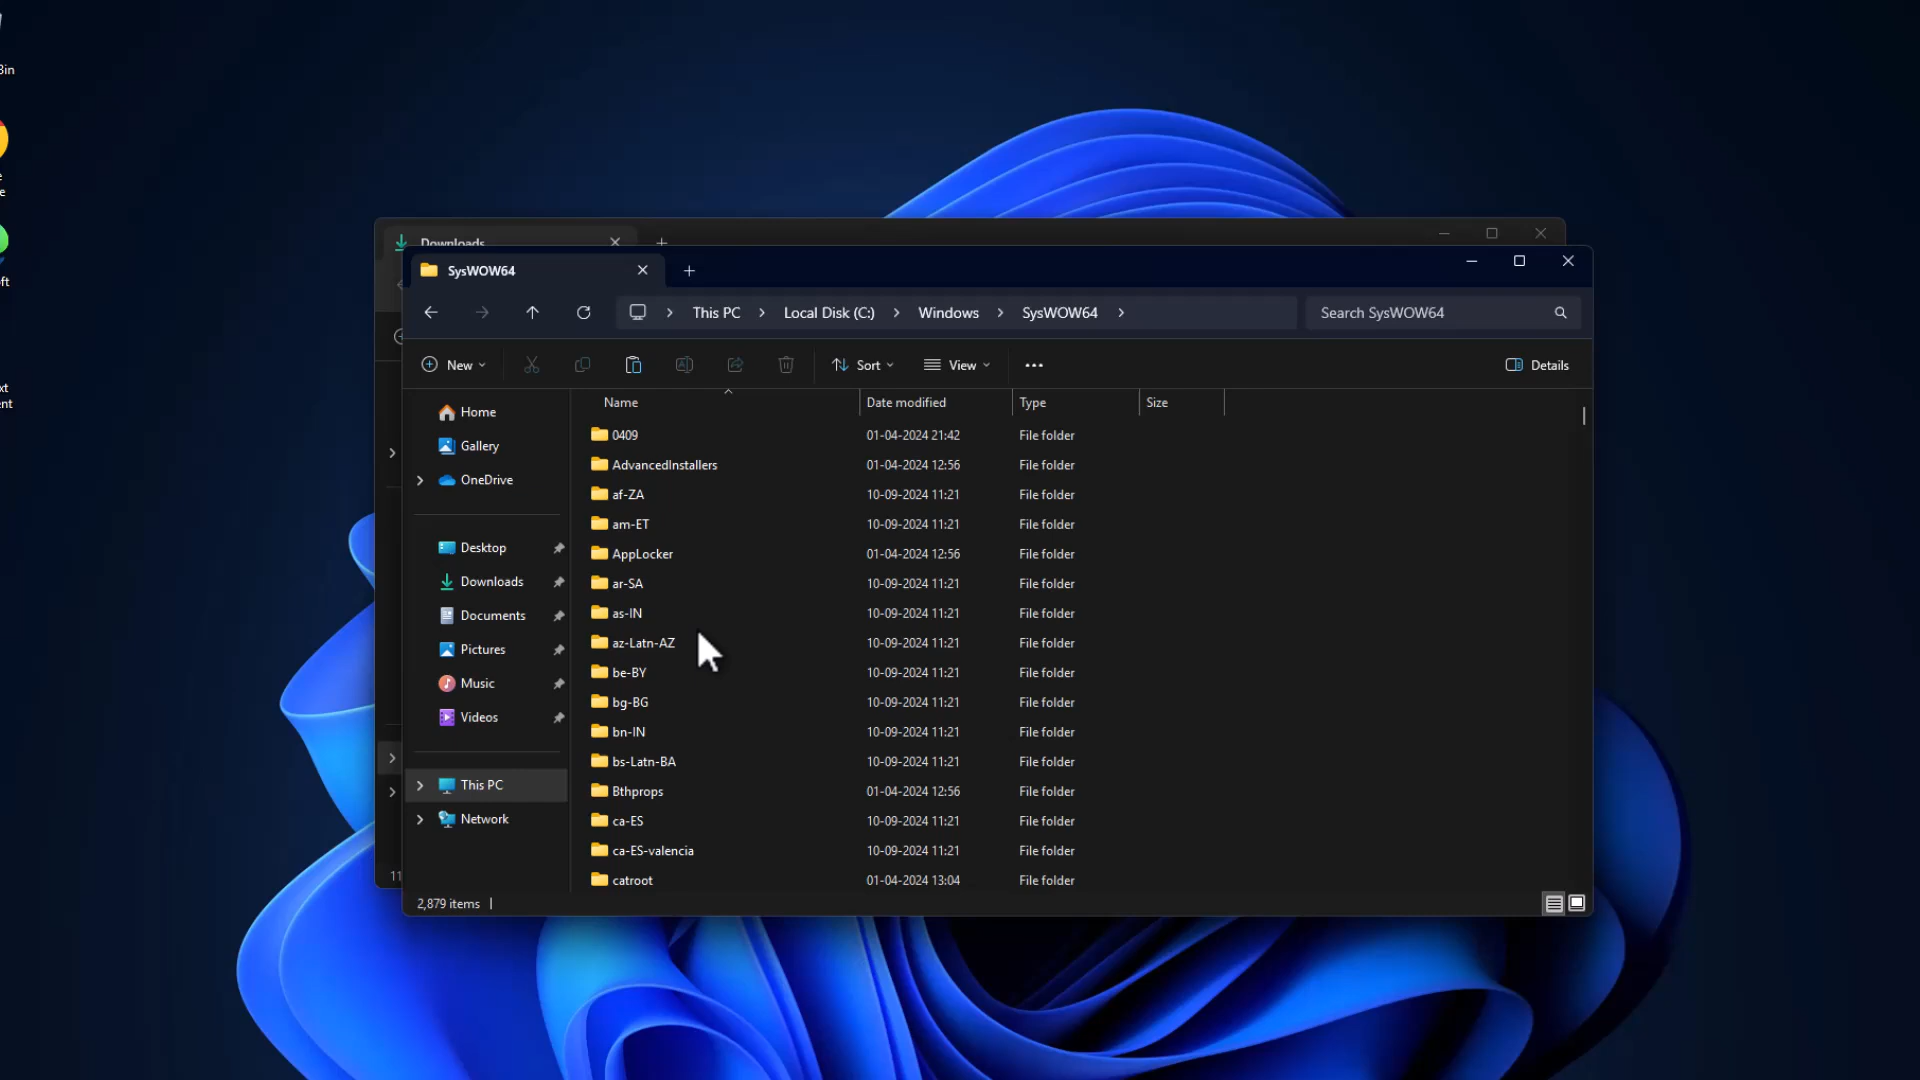 Bin
e
e
ft
xt
ent
Downloads
SysWOW64
This PC
Local Disk (C:)
Windows
SysWOW64
Search SysWOW64
New
Sort
View
Details
Home
Gallery
OneDrive
Desktop
Downloads
Documents
Pictures
Music
Videos
This PC
Network
Name Date modified Type Size
0409 01-04-2024 21:42 File folder
AdvancedInstallers 01-04-2024 12:56 File folder
af-ZA 10-09-2024 11:21 File folder
am-ET 10-09-2024 11:21 File folder
AppLocker 01-04-2024 12:56 File folder
ar-SA 10-09-2024 11:21 File folder
as-IN 10-09-2024 11:21 File folder
az-Latn-AZ 10-09-2024 11:21 File folder
be-BY 10-09-2024 11:21 File folder
bg-BG 10-09-2024 11:21 File folder
bn-IN 10-09-2024 11:21 File folder
bs-Latn-BA 10-09-2024 11:21 File folder
Bthprops 01-04-2024 12:56 File folder
ca-ES 10-09-2024 11:21 File folder
ca-ES-valencia 10-09-2024 11:21 File folder
catroot 01-04-2024 13:04 File folder
11
2,879 items